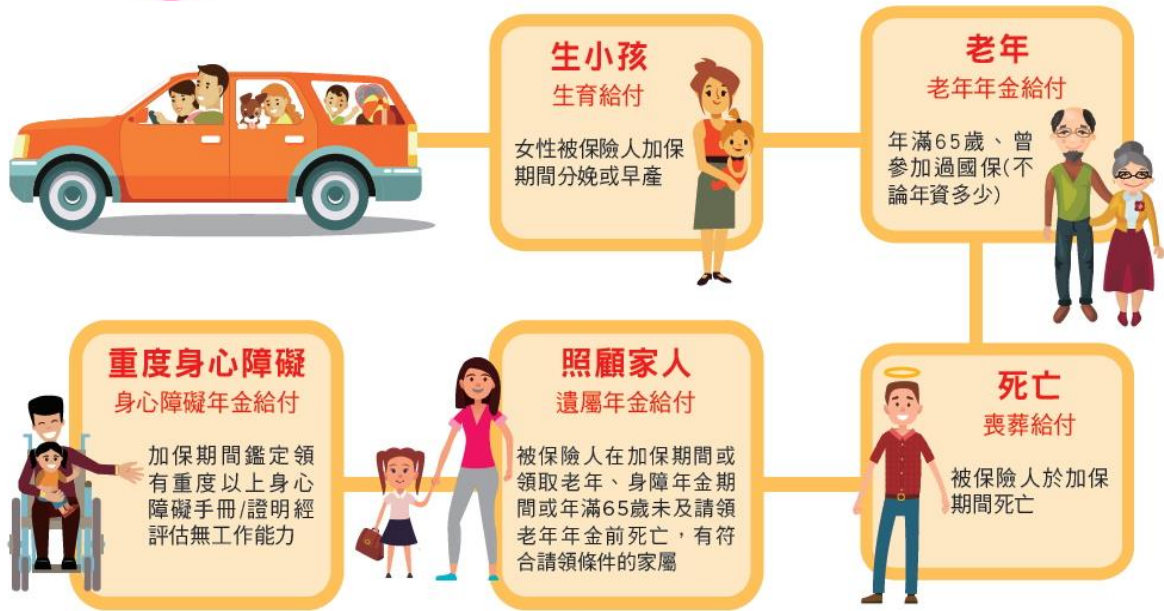 生小孩
生育給付
女性被保險人加保
期間分娩或早產
老年
老年年金給付
年滿65歲、曾
參加過國保(不
論年資多少)
死亡
喪葬給付
被保險人於加保
期間死亡
照顧家人
遺屬年金給付
被保險人在加保期間或
領取老年、身障年金期
間或年滿65歲未及請領
老年年金前死亡，有符
合請領條件的家屬
重度身心障礙
身心障礙年金給付
加保期間鑑定領
有重度以上身心
障礙手冊/證明經
評估無工作能力